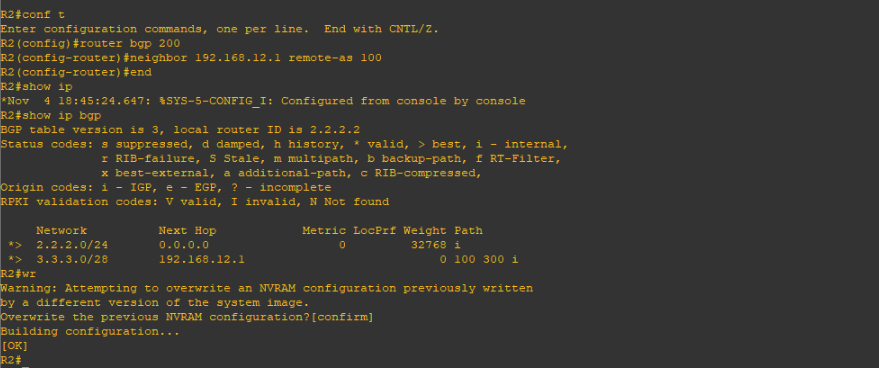 R2#conf t
Enter configuration commands, one per line.  End with CNTL/Z.
R2(config)#router bgp 200
R2(config-router)#neighbor 192.168.12.1 remote-as 100
R2(config-router)#end
R2#show ip
*Nov  4 18:45:24.647: %SYS-5-CONFIG_I: Configured from console by console
R2#show ip bgp
BGP table version is 3, local router ID is 2.2.2.2
Status codes: s suppressed, d damped, h history, * valid, > best, i - internal,
              r RIB-failure, S Stale, m multipath, b backup-path, f RT-Filter,
              x best-external, a additional-path, c RIB-compressed,
Origin codes: i - IGP, e - EGP, ? - incomplete
RPKI validation codes: V valid, I invalid, N Not found

     Network          Next Hop            Metric LocPrf Weight Path
 *>  2.2.2.0/24       0.0.0.0                  0         32768 i
 *>  3.3.3.0/28       192.168.12.1                           0 100 300 i
R2#wr
Warning: Attempting to overwrite an NVRAM configuration previously written
by a different version of the system image.
Overwrite the previous NVRAM configuration?[confirm]
Building configuration...
[OK]
R2#